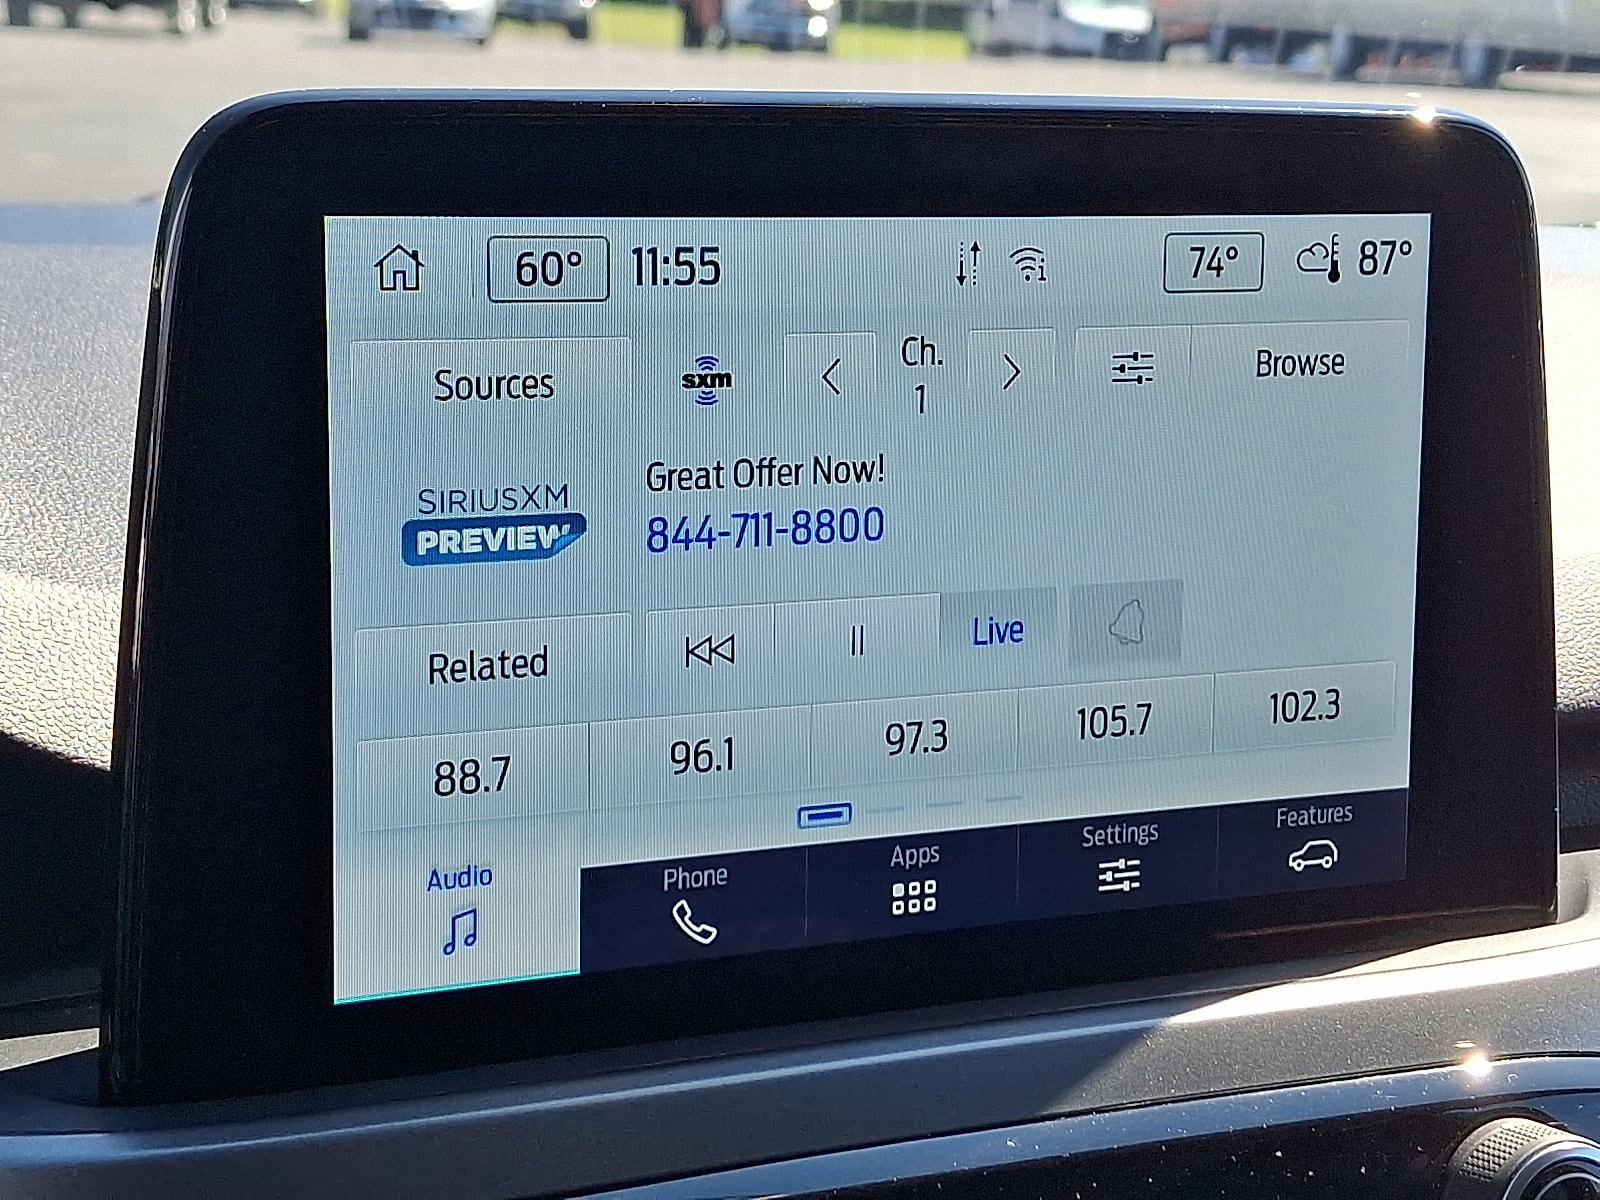 60° 11:55 74° 87°
Sources sxm Ch. 1 Browse
SIRIUSXM
PREVIEW
Great Offer Now!
844-711-8800
Related Live
88.7 96.1 97.3 105.7 102.3
Audio Phone Apps Settings Features